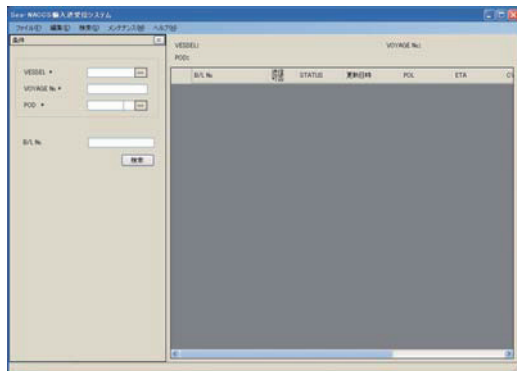 Sea-NACCS輸入送受信システム
ファイル(F) 編集(E) 検索(S) メンテナンス(M) ヘルプ(H)
条件
VESSEL *
VOYAGE No *
POD *
B/L No
検索
VESSEL: VOYAGE No:
POD:
B/L No STATUS 更新日時 POL ETA